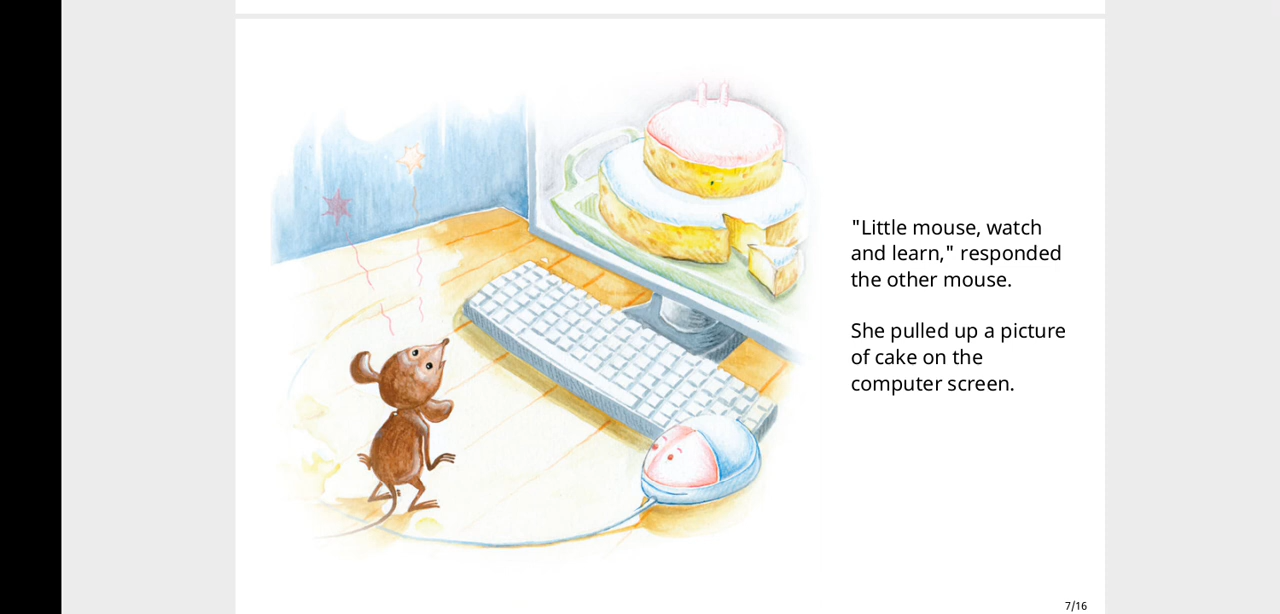 "Little mouse, watch
and learn," responded
the other mouse.
She pulled up a picture
of cake on the
computer screen.
7/16